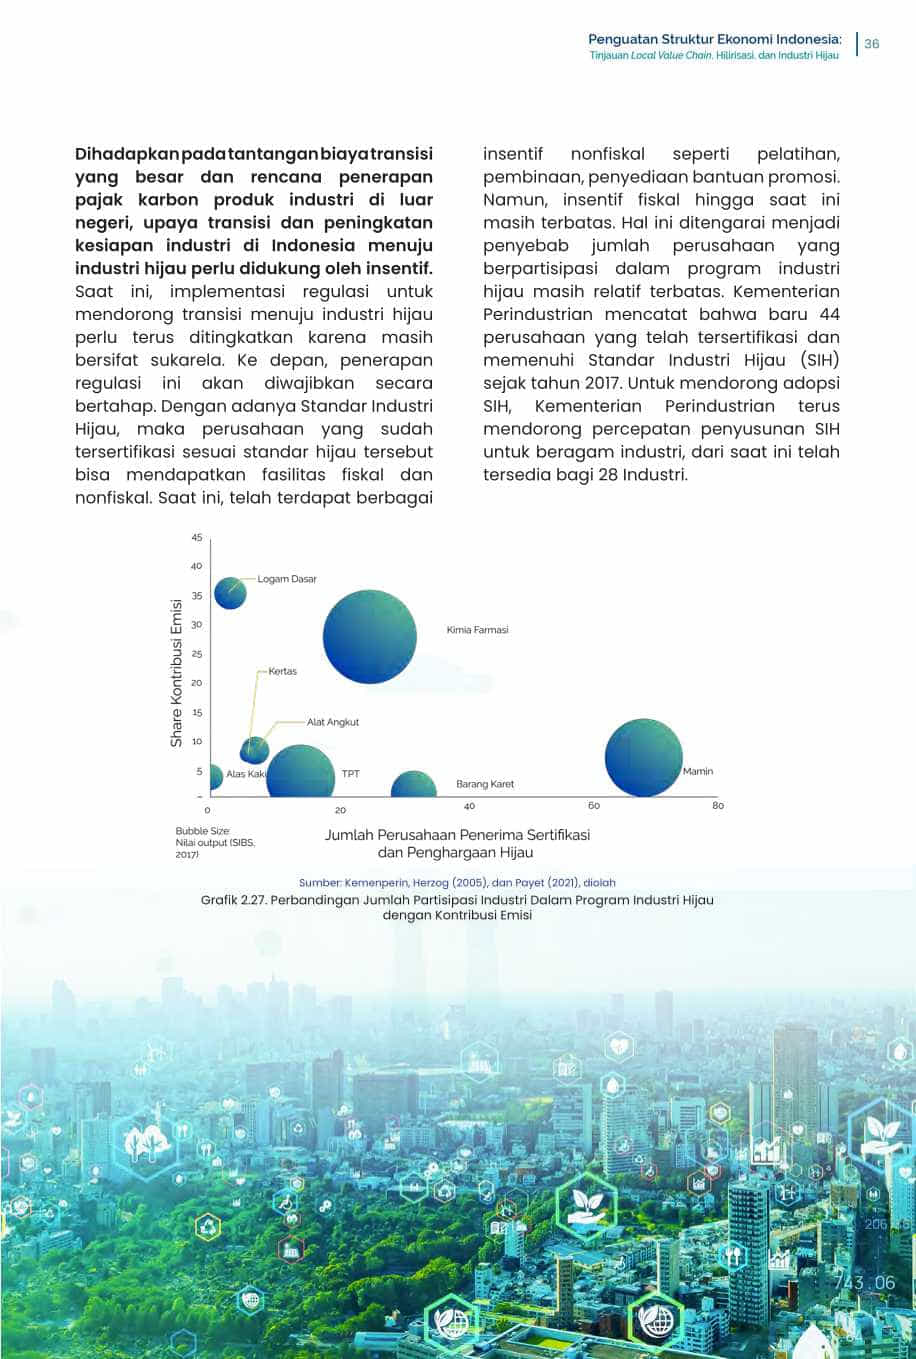 Penguatan Struktur Ekonomi Indonesia:
Tinjauan Local Value Chain, Hilirisasi, dan Industri Hijau
36
Dihadapkan pada tantangan biaya transisi
yang besar dan rencana penerapan
pajak karbon produk industri di luar
negeri, upaya transisi dan peningkatan
kesiapan industri di Indonesia menuju
industri hijau perlu didukung oleh insentif.
Saat ini, implementasi regulasi untuk
mendorong transisi menuju industri hijau
perlu terus ditingkatkan karena masih
bersifat sukarela. Ke depan, penerapan
regulasi ini akan diwajibkan secara
bertahap. Dengan adanya Standar Industri
Hijau, maka perusahaan yang sudah
tersertifikasi sesuai standar hijau tersebut
bisa mendapatkan fasilitas fiskal dan
nonfiskal. Saat ini, telah terdapat berbagai
insentif nonfiskal seperti pelatihan,
pembinaan, penyediaan bantuan promosi.
Namun, insentif fiskal hingga saat ini
masih terbatas. Hal ini ditengarai menjadi
penyebab jumlah perusahaan yang
berpartisipasi dalam program industri
hijau masih relatif terbatas. Kementerian
Perindustrian mencatat bahwa baru 44
perusahaan yang telah tersertifikasi dan
memenuhi Standar Industri Hijau (SIH)
sejak tahun 2017. Untuk mendorong adopsi
SIH, Kementerian Perindustrian terus
mendorong percepatan penyusunan SIH
untuk beragam industri, dari saat ini telah
tersedia bagi 28 Industri.
Share Kontribusi Emisi
45
40
35
30
25
20
15
10
5
–
Logam Dasar
Kimia Farmasi
Kertas
Alat Angkut
Alas Kaki
TPT
Barang Karet
Mamin
0
20
40
60
80
Bubble Size:
Nilai output (SIBS,
2017)
Jumlah Perusahaan Penerima Sertifikasi
dan Penghargaan Hijau
Sumber: Kemenperin, Herzog (2005), dan Payet (2021), diolah
Grafik 2.27. Perbandingan Jumlah Partisipasi Industri Dalam Program Industri Hijau
dengan Kontribusi Emisi
743.06